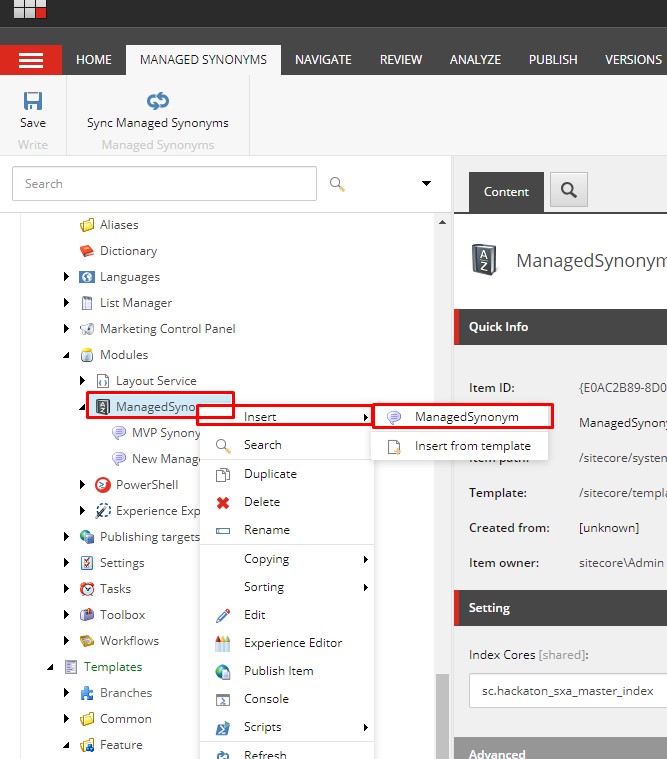 HOME MANAGED SYNONYMS NAVIGATE REVIEW ANALYZE PUBLISH VERSIONS
Save
Write
Sync Managed Synonyms
Managed Synonyms
Search
Aliases
Dictionary
Languages
List Manager
Marketing Control Panel
Modules
Layout Service
ManagedSyno
MVP Synony
New Manage
PowerShell
Experience Exp
Publishing targets
Settings
Tasks
Toolbox
Workflows
Templates
Branches
Common
Feature
Insert
Search
Duplicate
Delete
Rename
Copying
Sorting
Edit
Experience Editor
Publish Item
Console
Scripts
Refresh
ManagedSynonym
Insert from template
Content
AZ
ManagedSynonym
Quick Info
Item ID: {E0AC2B89-8D0
ManagedSynony
Item path: /sitecore/system
Template: /sitecore/templa
Created from: [unknown]
Item owner: sitecore\Admin
Setting
Index Cores [shared]:
sc.hackaton_sxa_master_index
Advanced